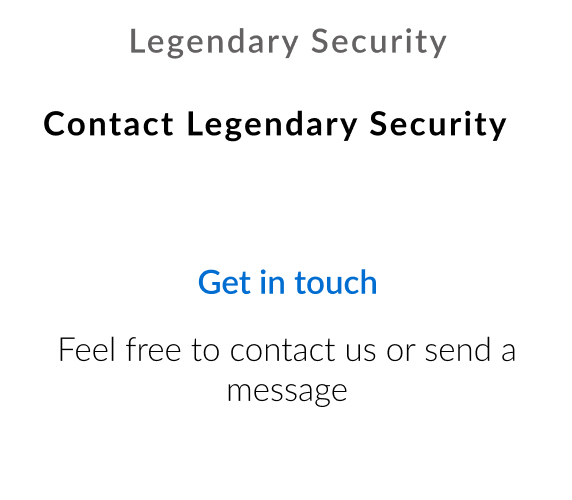 Legendary Security
Contact Legendary Security
Get in touch
Feel free to contact us or send a
message